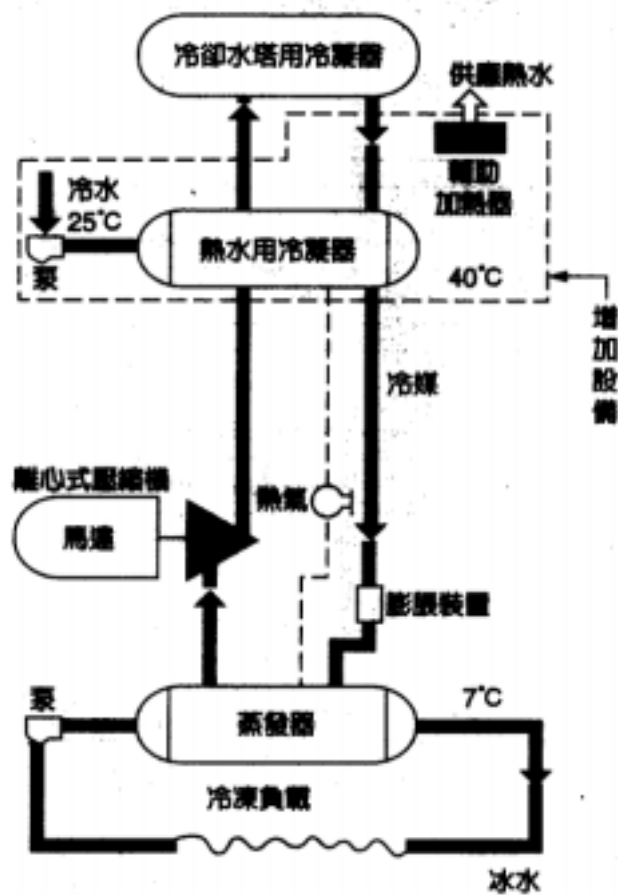 冷卻水塔用冷凝器
供應熱水
輔助
加熱器
冷水
25°C
泵
熱水用冷凝器
40°C
增加設備
冷媒
離心式壓縮機
馬達
熱氣
膨脹裝置
泵
蒸發器
7°C
冷凍負載
冰水